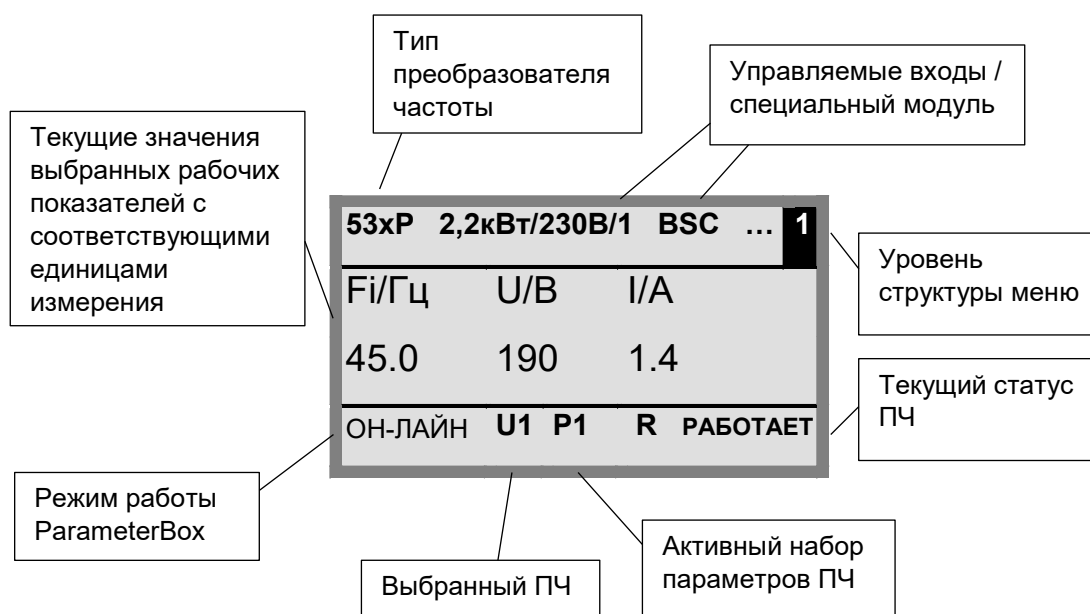 Тип
преобразователя
частоты
Управляемые входы /
специальный модуль
Текущие значения
выбранных рабочих
показателей с
соответствующими
единицами
измерения
53xP 2,2кВт/230В/1 BSC ... 1
Fi/Гц U/В I/А
45.0 190 1.4
ОН-ЛАЙН U1 P1 R РАБОТАЕТ
Уровень
структуры меню
Текущий статус
ПЧ
Режим работы
ParameterBox
Выбранный ПЧ
Активный набор
параметров ПЧ